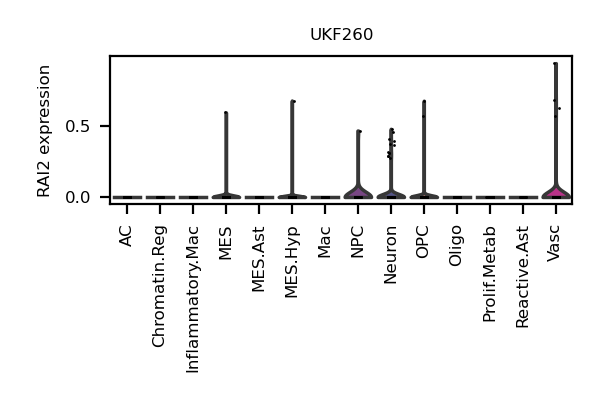 UKF260
RAI2 expression
0.5
0.0
AC
Chromatin.Reg
Inflammatory.Mac
MES
MES.Ast
MES.Hyp
Mac
NPC
Neuron
OPC
Oligo
Prolif.Metab
Reactive.Ast
Vasc